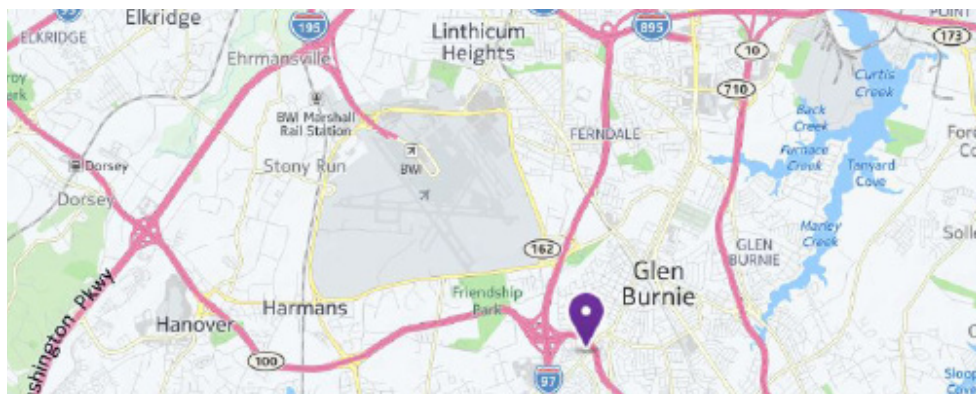 Elkridge
ELKRIDGE
195
Linthicum
Heights
895
POINT
173
10
Ehrmansville
BWI Marshall
Rail Station
710
Curtis
Creek
Back
Creek
FERNDALE
Furnace
Creek
Stony Run
BWI
Tanyard
Cove
Dorsey
Dorsey
Marley
Creek
162
GLEN
BURNIE
Glen
Burnie
Friendship
Park
Harmans
Hanover
shington Pkwy
100
97